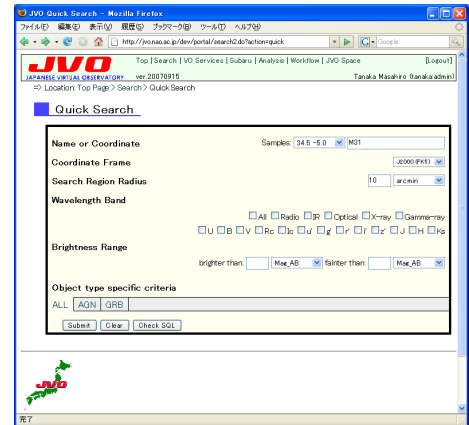 JVO Quick Search - Mozilla Firefox
ファイル(F) 編集(E) 表示(V) 履歴(S) ブックマーク(B) ツール(T) ヘルプ(H)
http://jvo.nao.ac.jp/dev/portal/search2.do?action=quick
Google
JVO
JAPANESE VIRTUAL OBSERVATORY
Top | Search | VO Services | Subaru | Analysis | Workflow | JVO Space
[Logout]
ver.20070915
Tanaka Masahiro (tanaka:admin)
=> Location: Top Page > Search > Quick Search
Quick Search
Name or Coordinate Samples: 34.5 -5.0 M31
Coordinate Frame J2000 (FK5)
Search Region Radius 10 arcmin
Wavelength Band
All Radio IR Optical X-ray Gamma-ray
U B V Rc Ic u' g' r' i' z' J H Ks
Brightness Range
brighter than: Mag_AB fainter than: Mag_AB
Object type specific criteria
ALL AGN GRB
Submit Clear Check SQL
JVO
完了